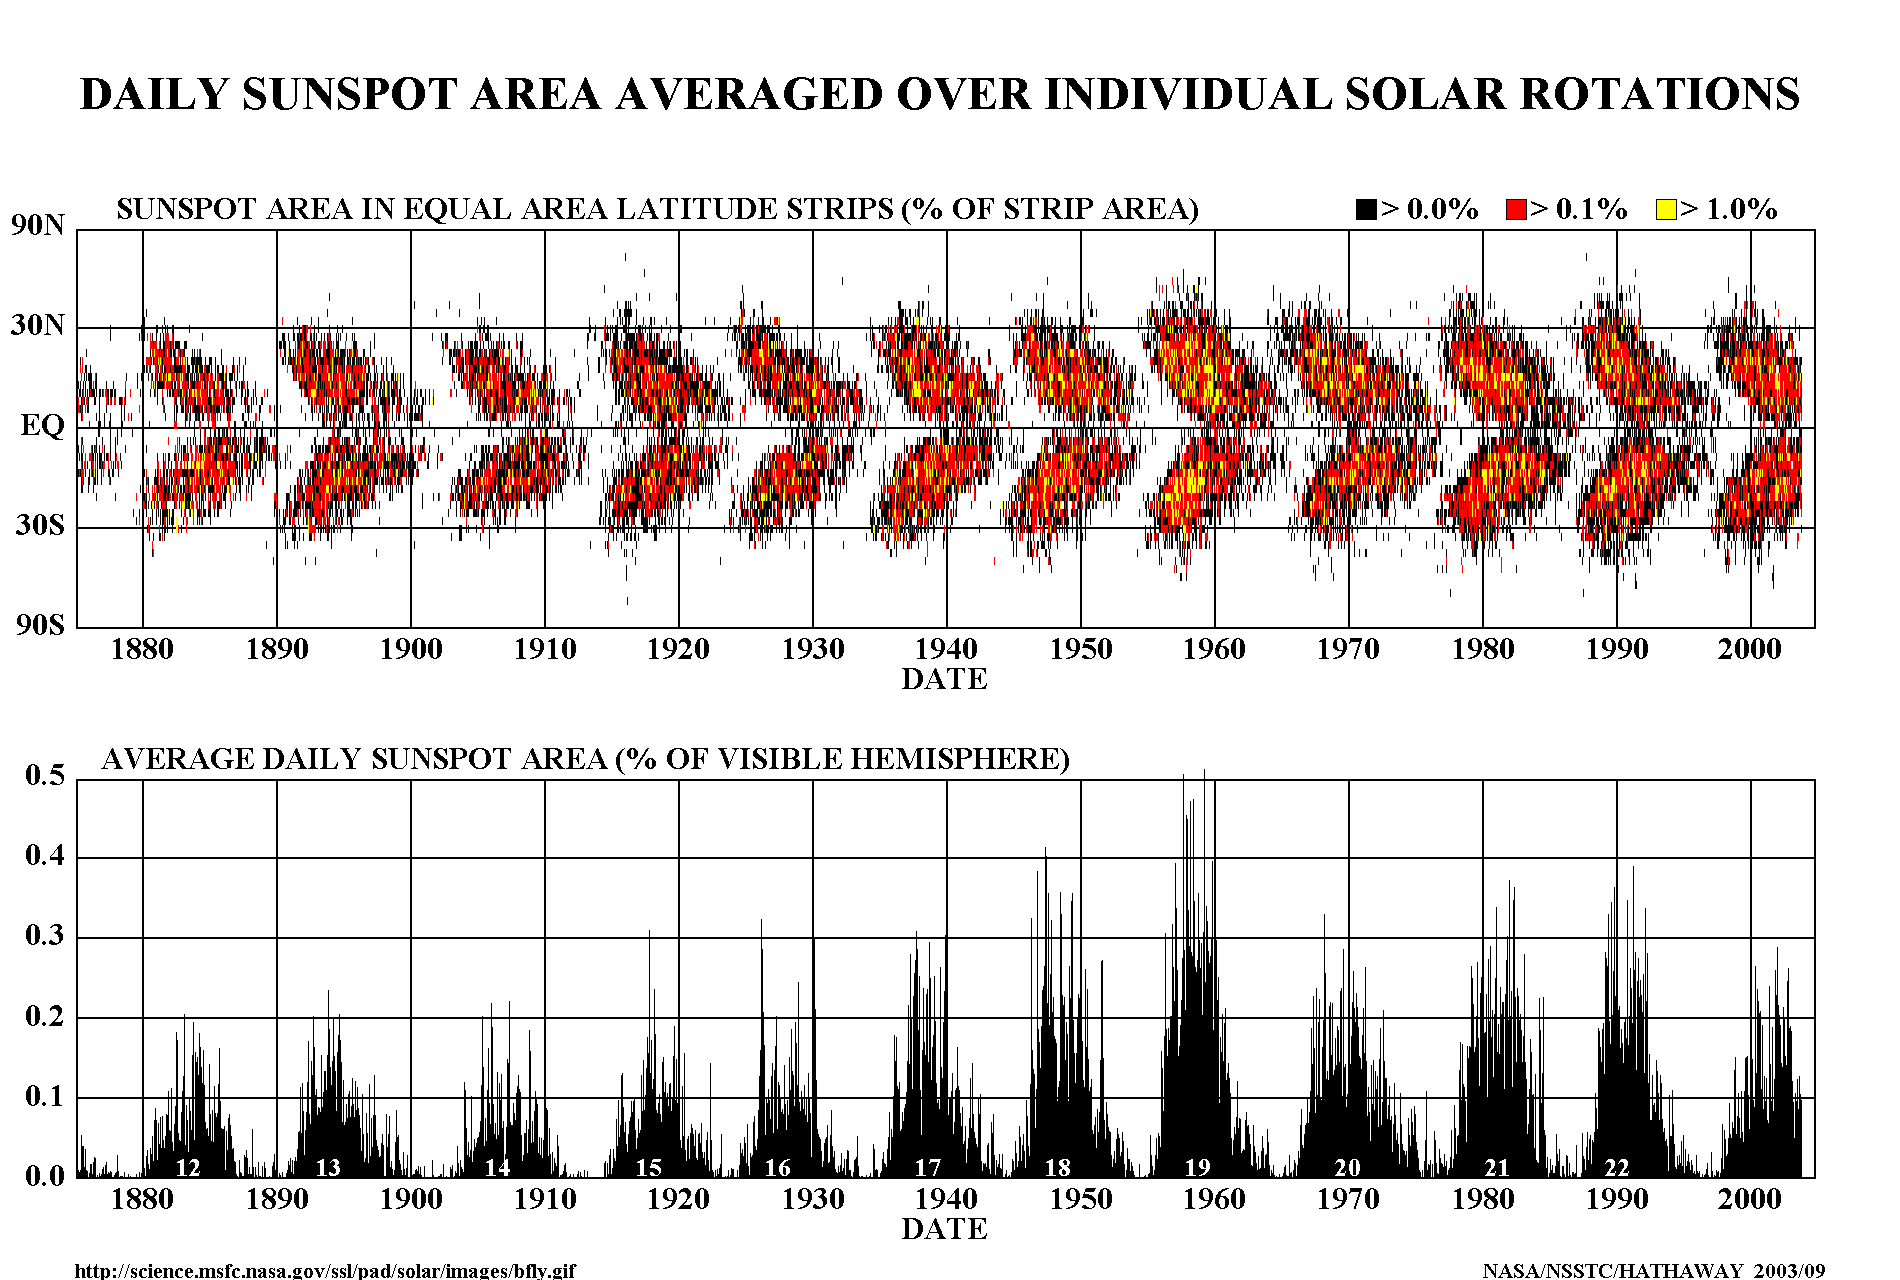 DAILY SUNSPOT AREA AVERAGED OVER INDIVIDUAL SOLAR ROTATIONS
SUNSPOT AREA IN EQUAL AREA LATITUDE STRIPS (% OF STRIP AREA) > 0.0% > 0.1% > 1.0%
90N
30N
EQ
30S
90S
1880 1890 1900 1910 1920 1930 1940 1950 1960 1970 1980 1990 2000
DATE
AVERAGE DAILY SUNSPOT AREA (% OF VISIBLE HEMISPHERE)
0.5
0.4
0.3
0.2
0.1
0.0
12 13 14 15 16 17 18 19 20 21 22
1880 1890 1900 1910 1920 1930 1940 1950 1960 1970 1980 1990 2000
DATE
http://science.msfc.nasa.gov/ssl/pad/solar/images/bfly.gif NASA/NSSTC/HATHAWAY 2003/09